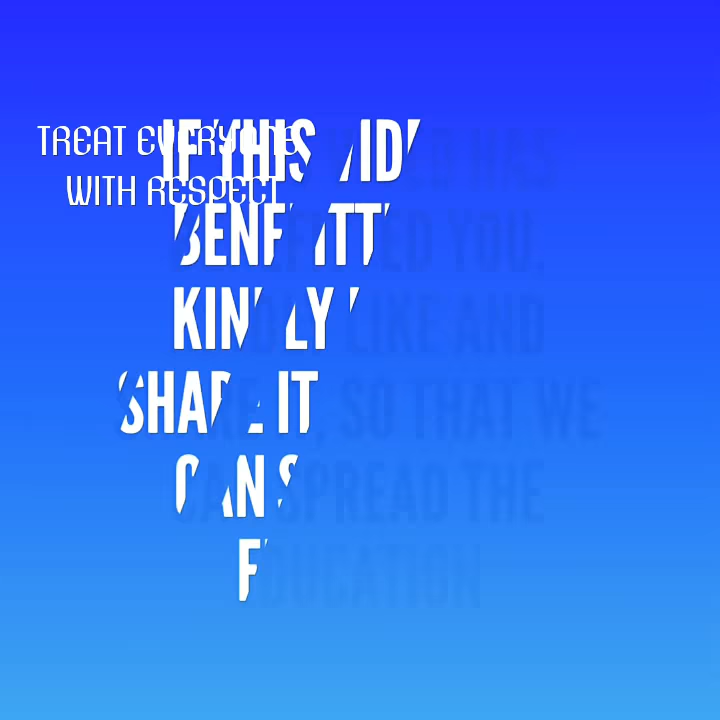 TREAT EVERYONE
WITH RESPECT
IF THIS VIDEO HAS
BENEFITTED YOU,
KINDLY LIKE AND
SHARE IT, SO THAT WE
CAN SPREAD THE
EDUCATION